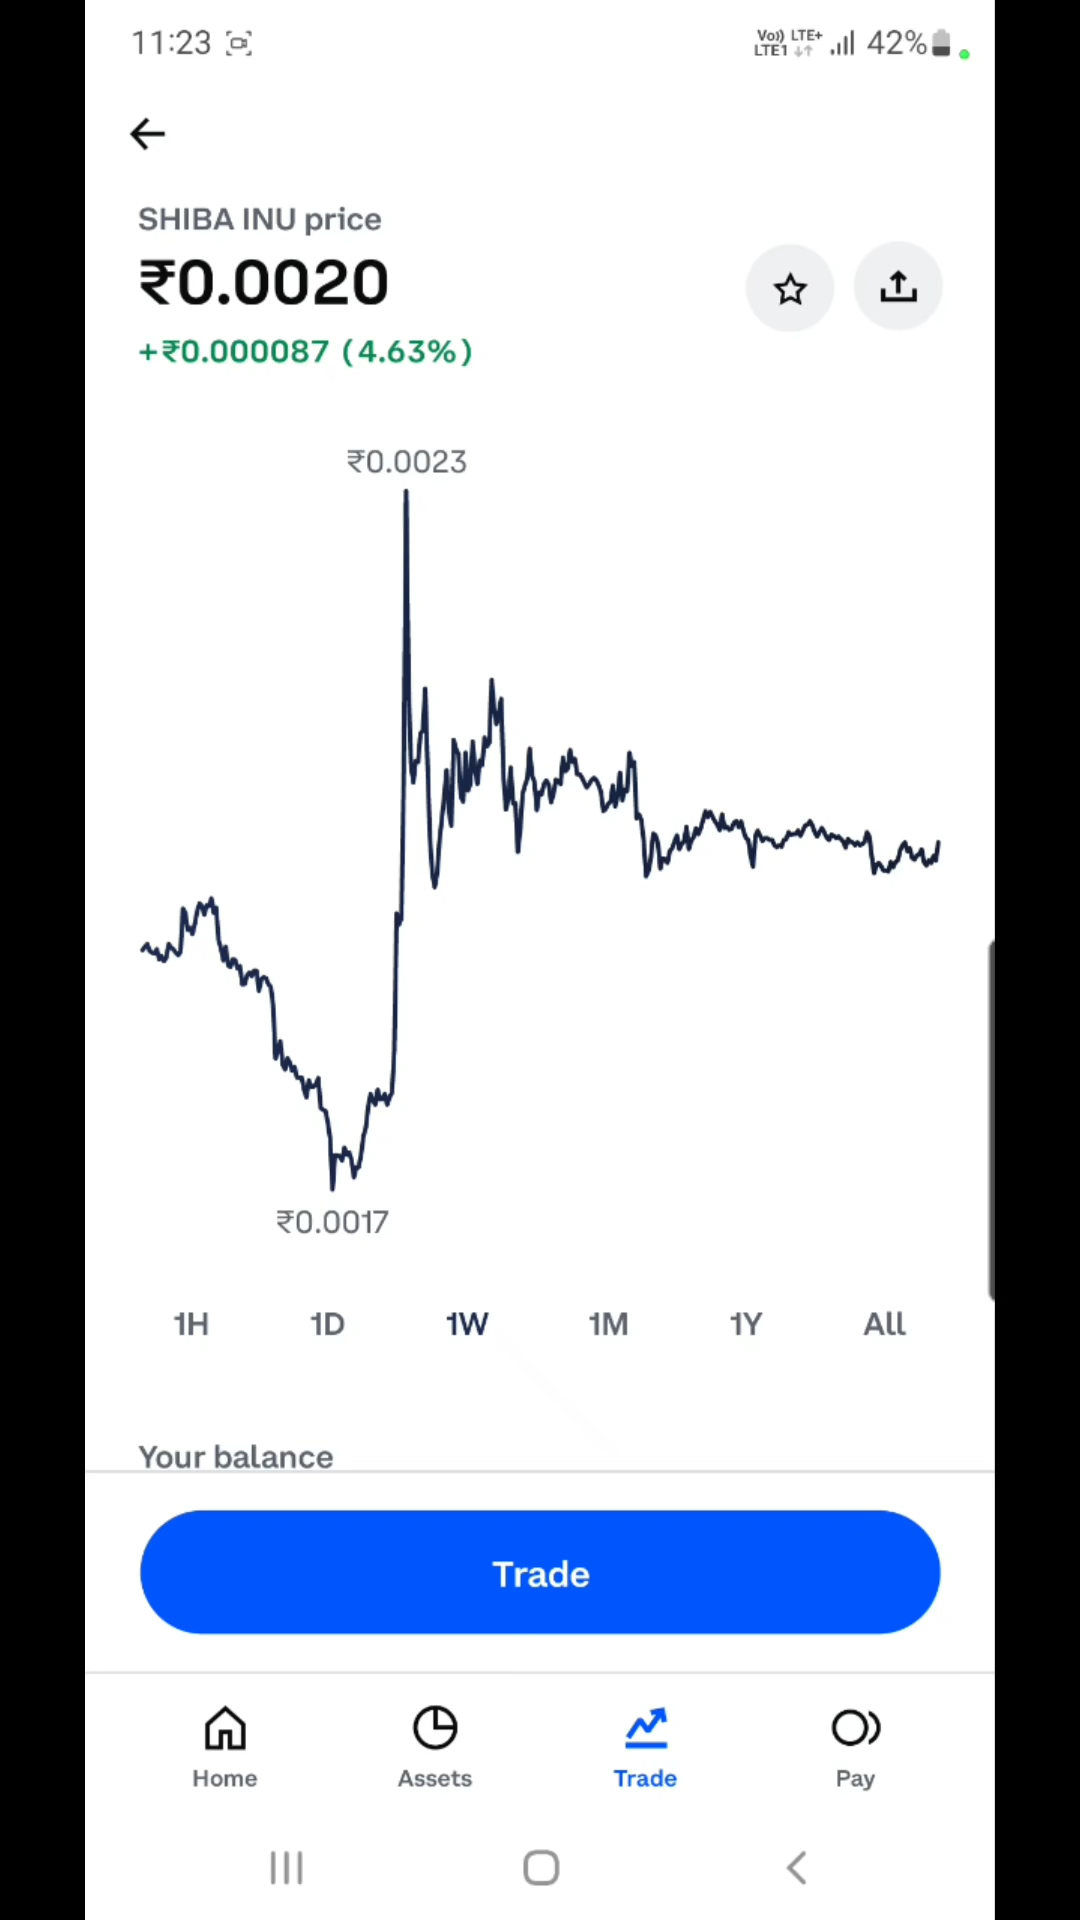 11:23
Vo)) LTE+
LTE1 ↓↑ 42%
SHIBA INU price
₹0.0020
+₹0.000087 (4.63%)
₹0.0023
₹0.0017
1H 1D 1W 1M 1Y All
Your balance
Trade
Home Assets Trade Pay